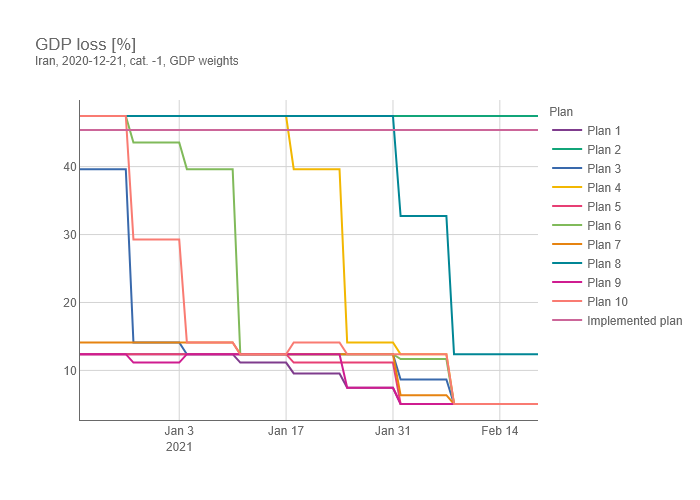 GDP loss [%]
Iran, 2020-12-21, cat. -1, GDP weights
Plan
Plan 1
Plan 2
Plan 3
Plan 4
Plan 5
Plan 6
Plan 7
Plan 8
Plan 9
Plan 10
Implemented plan
40
30
20
10
Jan 3
2021
Jan 17
Jan 31
Feb 14